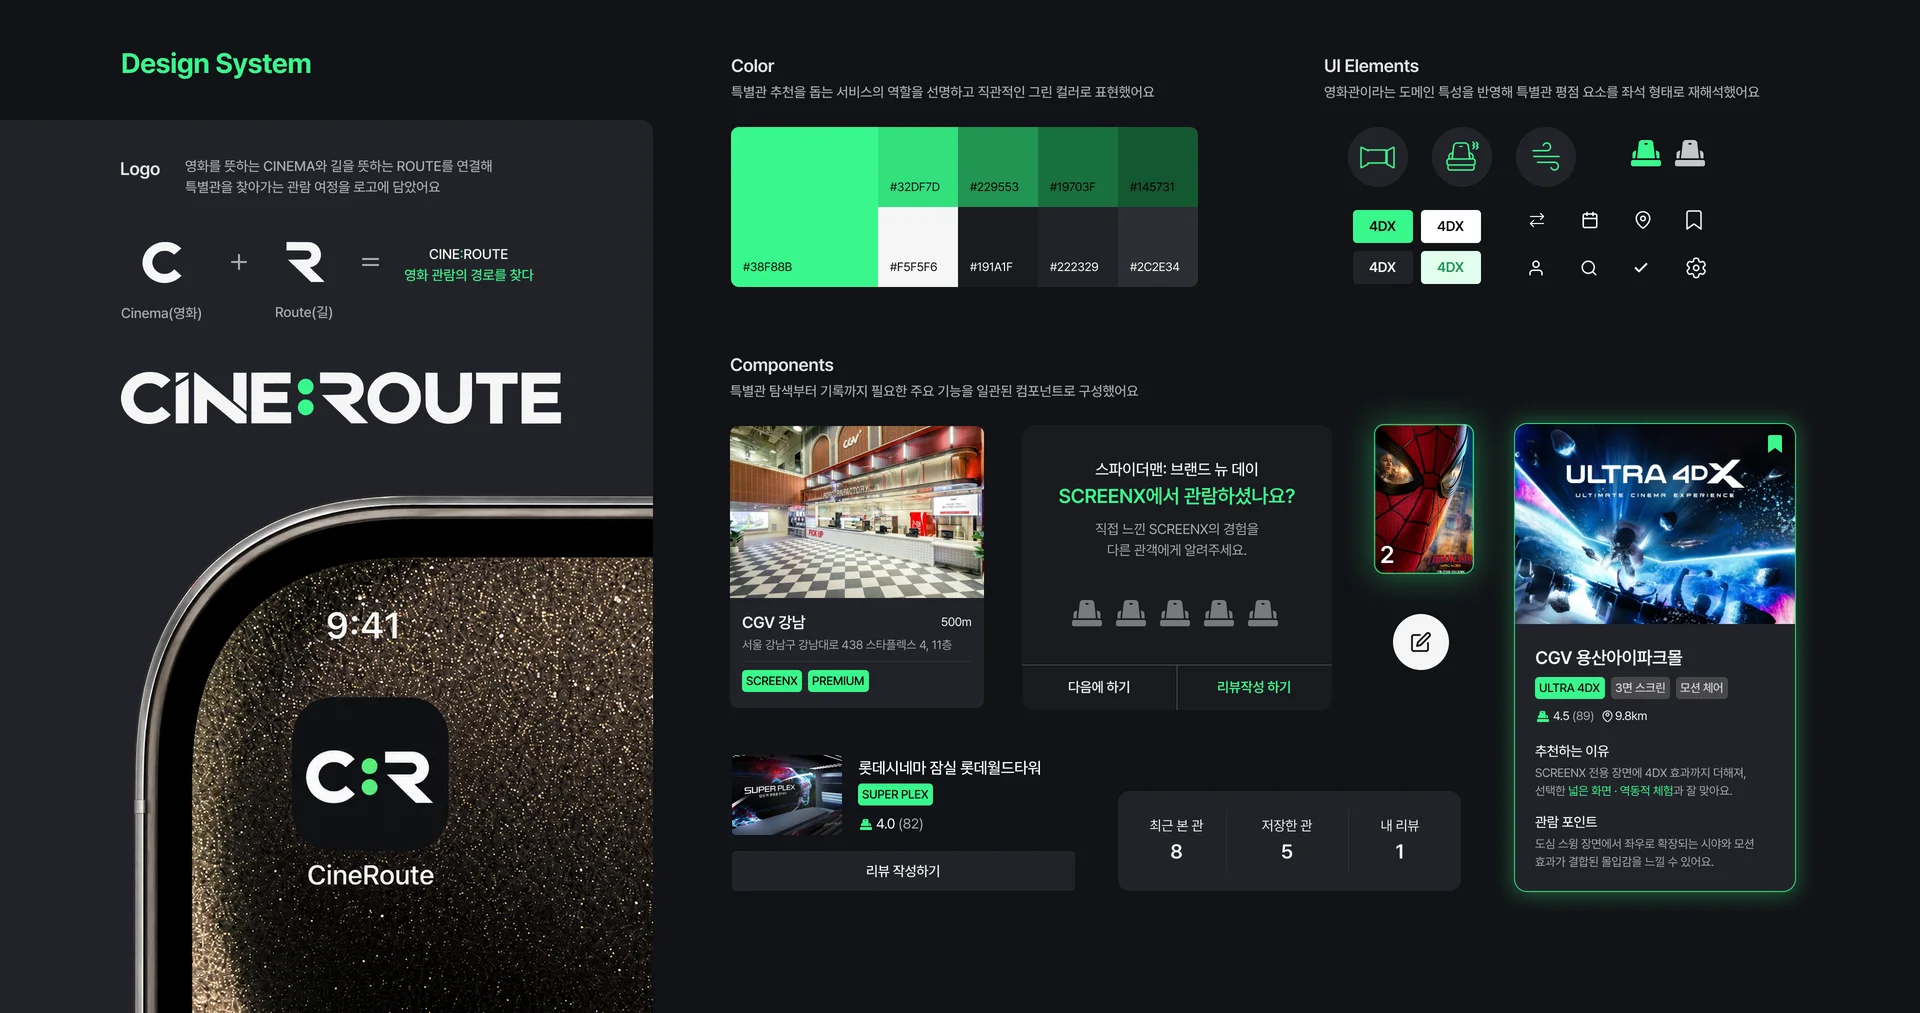 Design System
Logo
영화를 뜻하는 CINEMA와 길을 뜻하는 ROUTE를 연결해
특별관을 찾아가는 관람 여정을 로고에 담았어요
C + R =
CINE:ROUTE
영화 관람의 경로를 찾다
Cinema(영화)
Route(길)
CINE:ROUTE
9:41
C:R
CineRoute
Color
특별관 추천을 돕는 서비스의 역할을 선명하고 직관적인 그린 컬러로 표현했어요
#38F88B
#32DF7D
#229553
#19703F
#145731
#F5F5F6
#191A1F
#222329
#2C2E34
UI Elements
영화관이라는 도메인 특성을 반영해 특별관 평점 요소를 좌석 형태로 재해석했어요
4DX
4DX
4DX
4DX
Components
특별관 탐색부터 기록까지 필요한 주요 기능을 일관된 컴포넌트로 구성했어요
CGV
POPCORN FACTORY
PICK UP
CGV 강남
500m
서울 강남구 강남대로 438 스타플렉스 4, 11층
SCREENX
PREMIUM
스파이더맨: 브랜드 뉴 데이
SCREENX에서 관람하셨나요?
직접 느낀 SCREENX의 경험을
다른 관객에게 알려주세요.
다음에 하기
리뷰작성 하기
2
SUPER PLEX
롯데시네마 잠실 롯데월드타워
SUPER PLEX
4.0 (82)
리뷰 작성하기
최근 본 관
8
저장한 관
5
내 리뷰
1
ULTRA 4DX
ULTIMATE CINEMA EXPERIENCE
CGV 용산아이파크몰
ULTRA 4DX
3면 스크린
모션 체어
4.5 (89)
9.8km
추천하는 이유
SCREENX 전용 장면에 4DX 효과까지 더해져,
선택한 넓은 화면 · 역동적 체험과 잘 맞아요.
관람 포인트
도심 스윙 장면에서 좌우로 확장되는 시야와 모션
효과가 결합된 몰입감을 느낄 수 있어요.